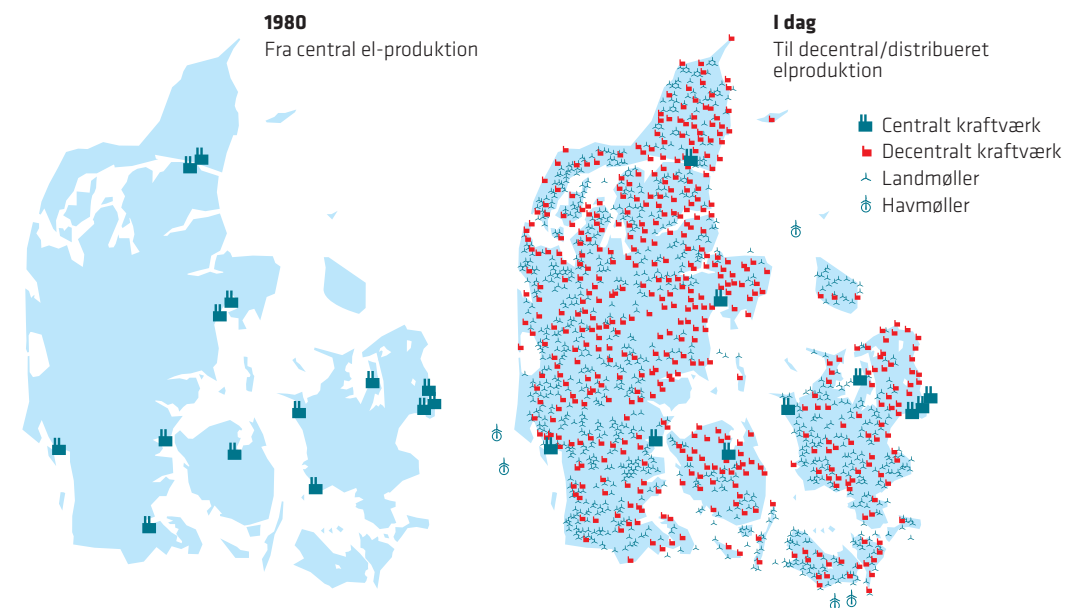 1980
Fra central el-produktion
I dag
Til decentral/distribueret
elproduktion
Centralt kraftværk
Decentralt kraftværk
Landmøller
Havmøller